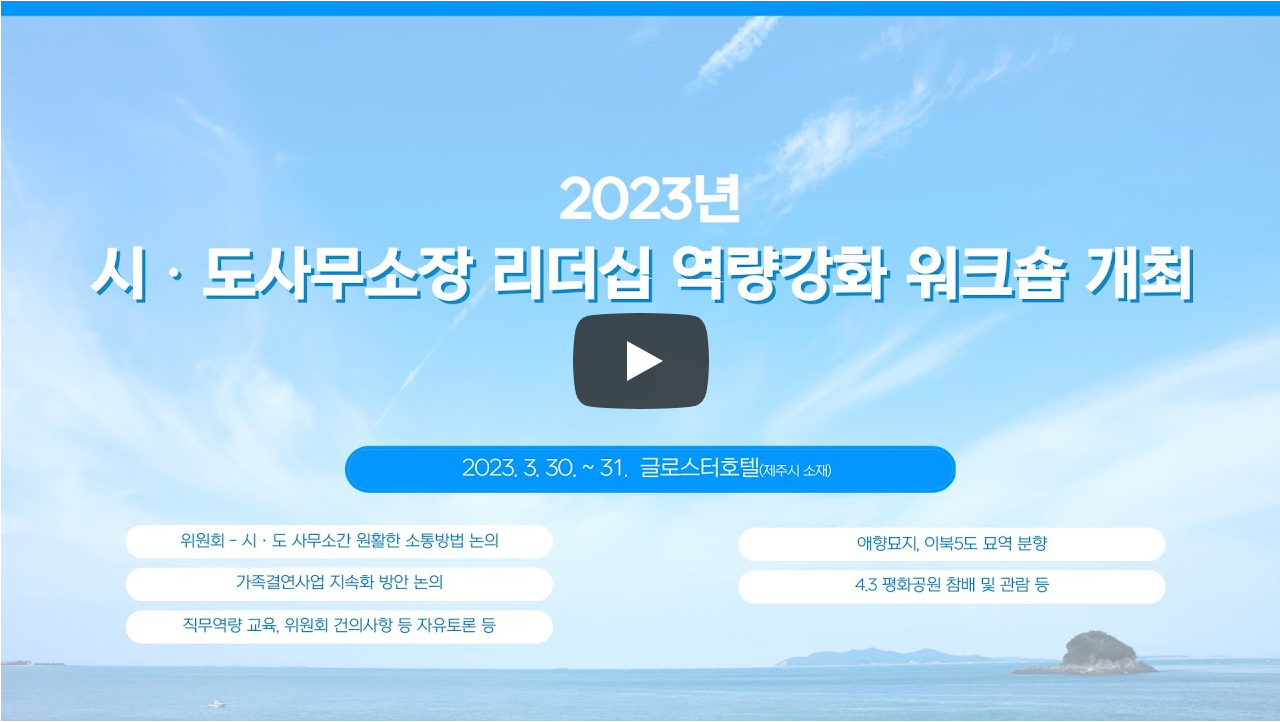 2023년
시 · 도사무소장 리더십 역량강화 워크숍 개최
2023. 3. 30. ~ 31. 글로스터호텔(제주시 소재)
위원회 - 시 · 도 사무소간 원활한 소통방법 논의
가족결연사업 지속화 방안 논의
직무역량 교육, 위원회 건의사항 등 자유토론 등
애향묘지, 이북5도 묘역 분향
4.3 평화공원 참배 및 관람 등